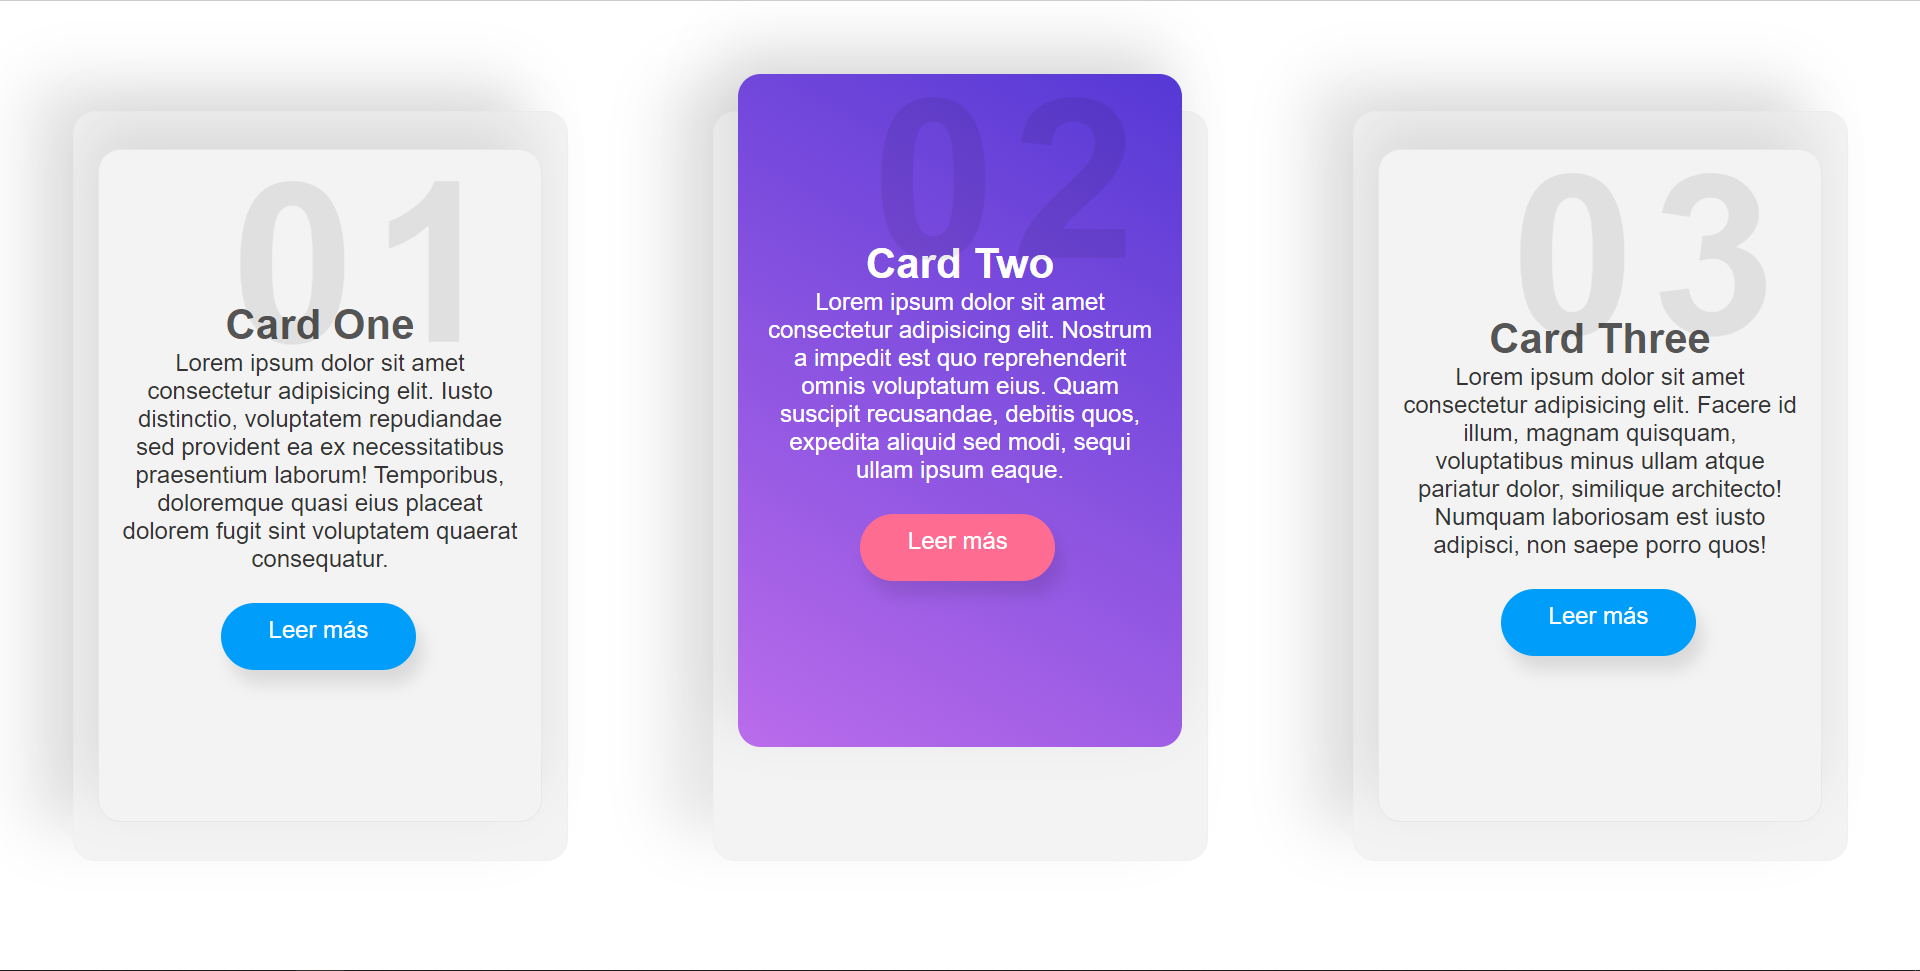 01
Card One
Lorem ipsum dolor sit amet
consectetur adipisicing elit. Iusto
distinctio, voluptatem repudiandae
sed provident ea ex necessitatibus
praesentium laborum! Temporibus,
doloremque quasi eius placeat
dolorem fugit sint voluptatem quaerat
consequatur.
Leer más
02
Card Two
Lorem ipsum dolor sit amet
consectetur adipisicing elit. Nostrum
a impedit est quo reprehenderit
omnis voluptatum eius. Quam
suscipit recusandae, debitis quos,
expedita aliquid sed modi, sequi
ullam ipsum eaque.
Leer más
03
Card Three
Lorem ipsum dolor sit amet
consectetur adipisicing elit. Facere id
illum, magnam quisquam,
voluptatibus minus ullam atque
pariatur dolor, similique architecto!
Numquam laboriosam est iusto
adipisci, non saepe porro quos!
Leer más